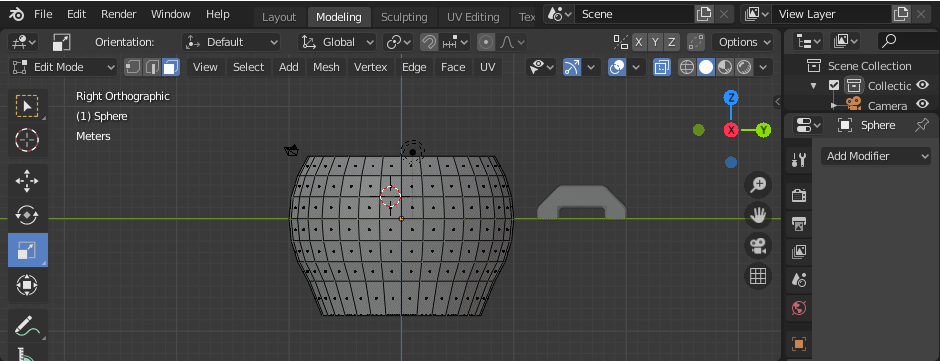 File Edit Render Window Help Layout Modeling Sculpting UV Editing Te Scene View Layer
Orientation: Default Global X Y Z Options
Edit Mode View Select Add Mesh Vertex Edge Face UV Scene Collection
Collectic
Camera
Right Orthographic
(1) Sphere
Meters
Z
X Y
Sphere
Add Modifier